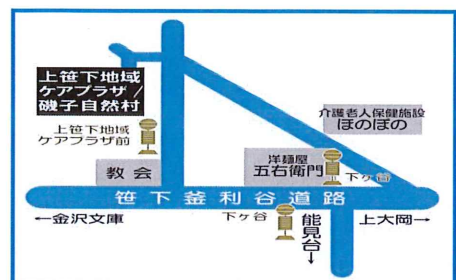 上笹下地域
ケアプラザ/
磯子自然村
上笹下地域
ケアプラザ前
介護老人保健施設
ほのぼの
教会
洋麺屋
五右衛門
下ケ谷
笹下釜利谷道路
←金沢文庫
下ケ谷
能見台→
上大岡→